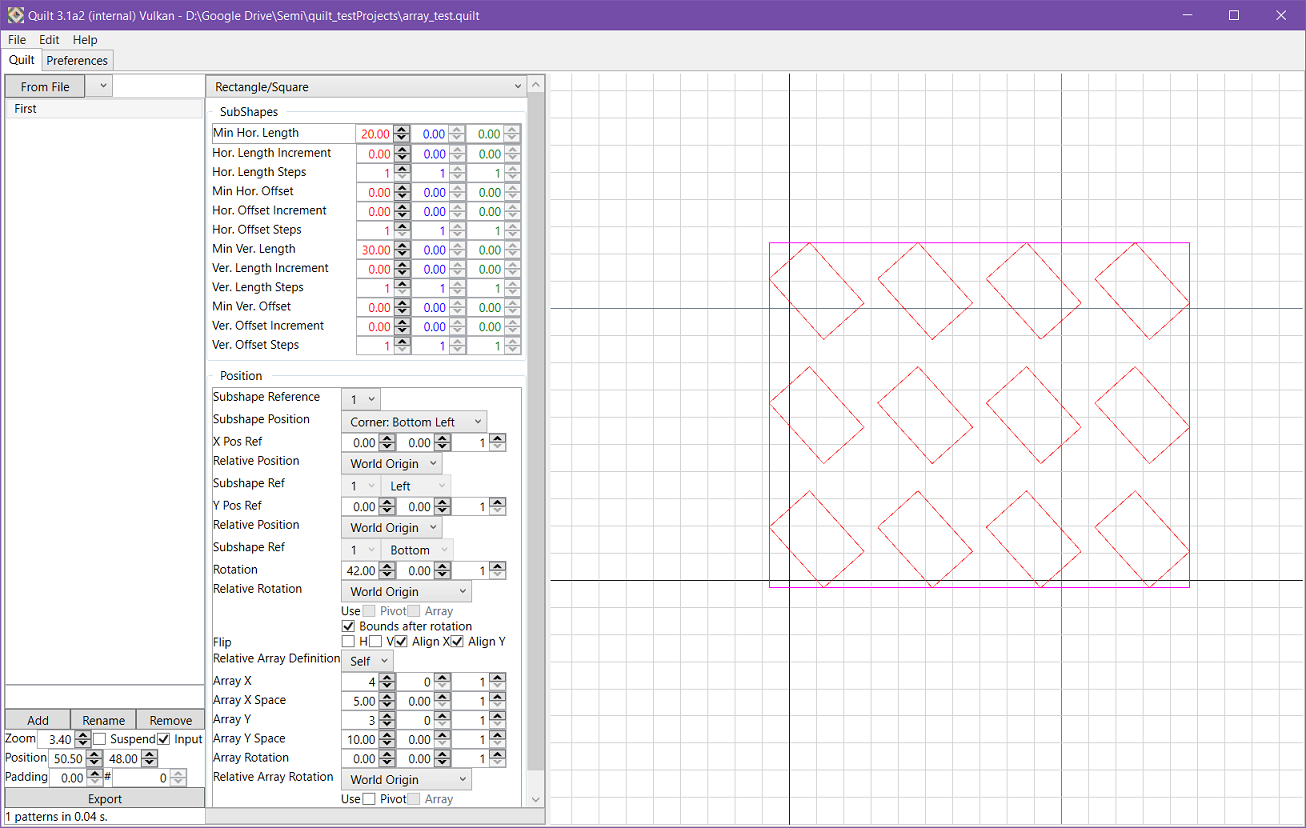 Quilt 3.1a2 (internal) Vulkan - D:\Google Drive\Semi\quilt_testProjects\array_test.quilt
File Edit Help
Quilt Preferences
From File
First
Rectangle/Square
SubShapes
Min Hor. Length 20.00 0.00 0.00
Hor. Length Increment 0.00 0.00 0.00
Hor. Length Steps 1 1 1
Min Hor. Offset 0.00 0.00 0.00
Hor. Offset Increment 0.00 0.00 0.00
Hor. Offset Steps 1 1 1
Min Ver. Length 30.00 0.00 0.00
Ver. Length Increment 0.00 0.00 0.00
Ver. Length Steps 1 1 1
Min Ver. Offset 0.00 0.00 0.00
Ver. Offset Increment 0.00 0.00 0.00
Ver. Offset Steps 1 1 1
Position
Subshape Reference 1
Subshape Position Corner: Bottom Left
X Pos Ref 0.00 0.00 1
Relative Position World Origin
Subshape Ref 1 Left
Y Pos Ref 0.00 0.00 1
Relative Position World Origin
Subshape Ref 1 Bottom
Rotation 42.00 0.00 1
Relative Rotation World Origin
Use Pivot Array
Bounds after rotation
Flip H V Align X Align Y
Relative Array Definition Self
Array X 4 0 1
Array X Space 5.00 0.00 1
Array Y 3 0 1
Array Y Space 10.00 0.00 1
Array Rotation 0.00 0.00 1
Relative Array Rotation World Origin
Use Pivot Array
Add Rename Remove
Zoom 3.40 Suspend Input
Position 50.50 48.00
Padding 0.00 # 0
Export
1 patterns in 0.04 s.